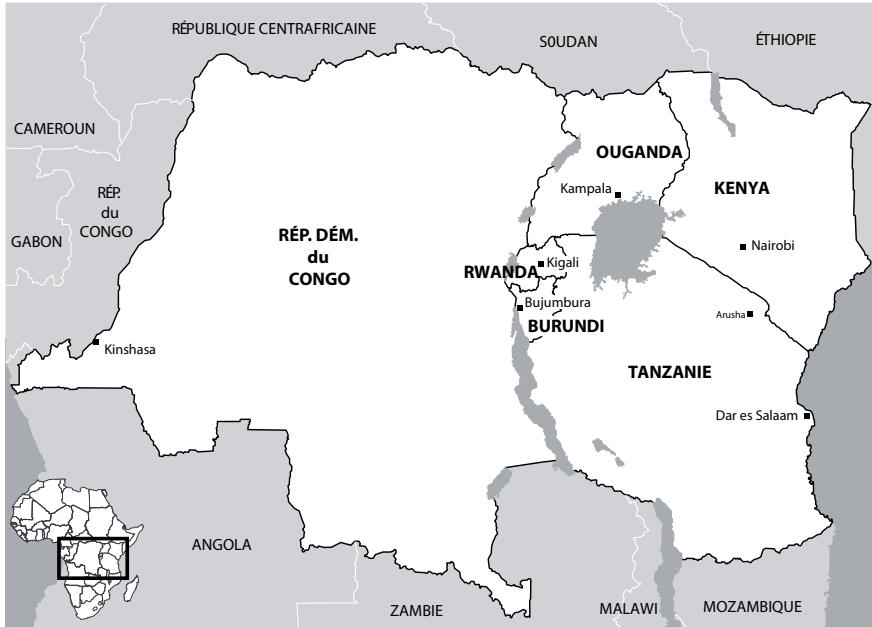 RÉPUBLIQUE CENTRAFRICAINE
SOUDAN
ÉTHIOPIE
CAMEROUN
OUGANDA
Kampala
KENYA
RÉP.
du
CONGO
GABON
RÉP. DÉM.
du
CONGO
Nairobi
RWANDA
Kigali
Bujumbura
BURUNDI
Arusha
Kinshasa
TANZANIE
Dar es Salaam
ANGOLA
ZAMBIE
MALAWI
MOZAMBIQUE